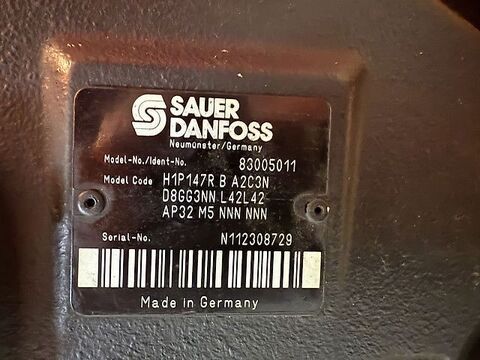 SAUER
DANFOSS
Neumünster/Germany
Model-No./Ident-No. 83005011
Model Code H1P147R B A2C3N
D8GG3NN L42L42
AP32 M5 NNN NNN
Serial-No. N112308729
Made in Germany